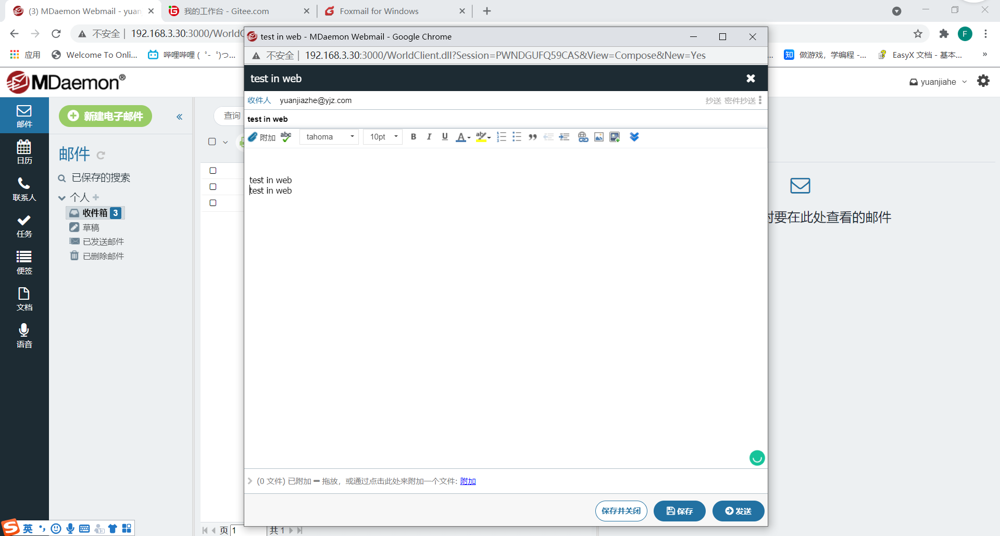 (3) MDaemon Webmail - yuan
我的工作台 - Gitee.com
Foxmail for Windows
不安全 | 192.168.3.30:3000/WorldC
F
应用
Welcome To Onli...
哔哩哔哩 ( ゜- ゜)つ...
知 做游戏，学编程 -...
EasyX 文档 - 基本...
»
MDaemon®
yuanjiahe
邮件
日历
联系人
任务
便签
文档
语音
新建电子邮件
«
邮件
已保存的搜索
个人
收件箱 3
草稿
已发送邮件
已删除邮件
查询
test in web - MDaemon Webmail - Google Chrome
不安全 | 192.168.3.30:3000/WorldClient.dll?Session=PWNDGUFQ59CAS&View=Compose&New=Yes
test in web
收件人 yuanjiazhe@yjz.com 抄送 密件抄送
test in web
附加 abc tahoma 10pt B I U A ab
test in web
test in web
(0 文件) 已附加 ━ 拖放，或通过点击此处来附加一个文件: 附加
保存并关闭 保存 发送
时要在此处查看的邮件
页 1 共 1
S 英